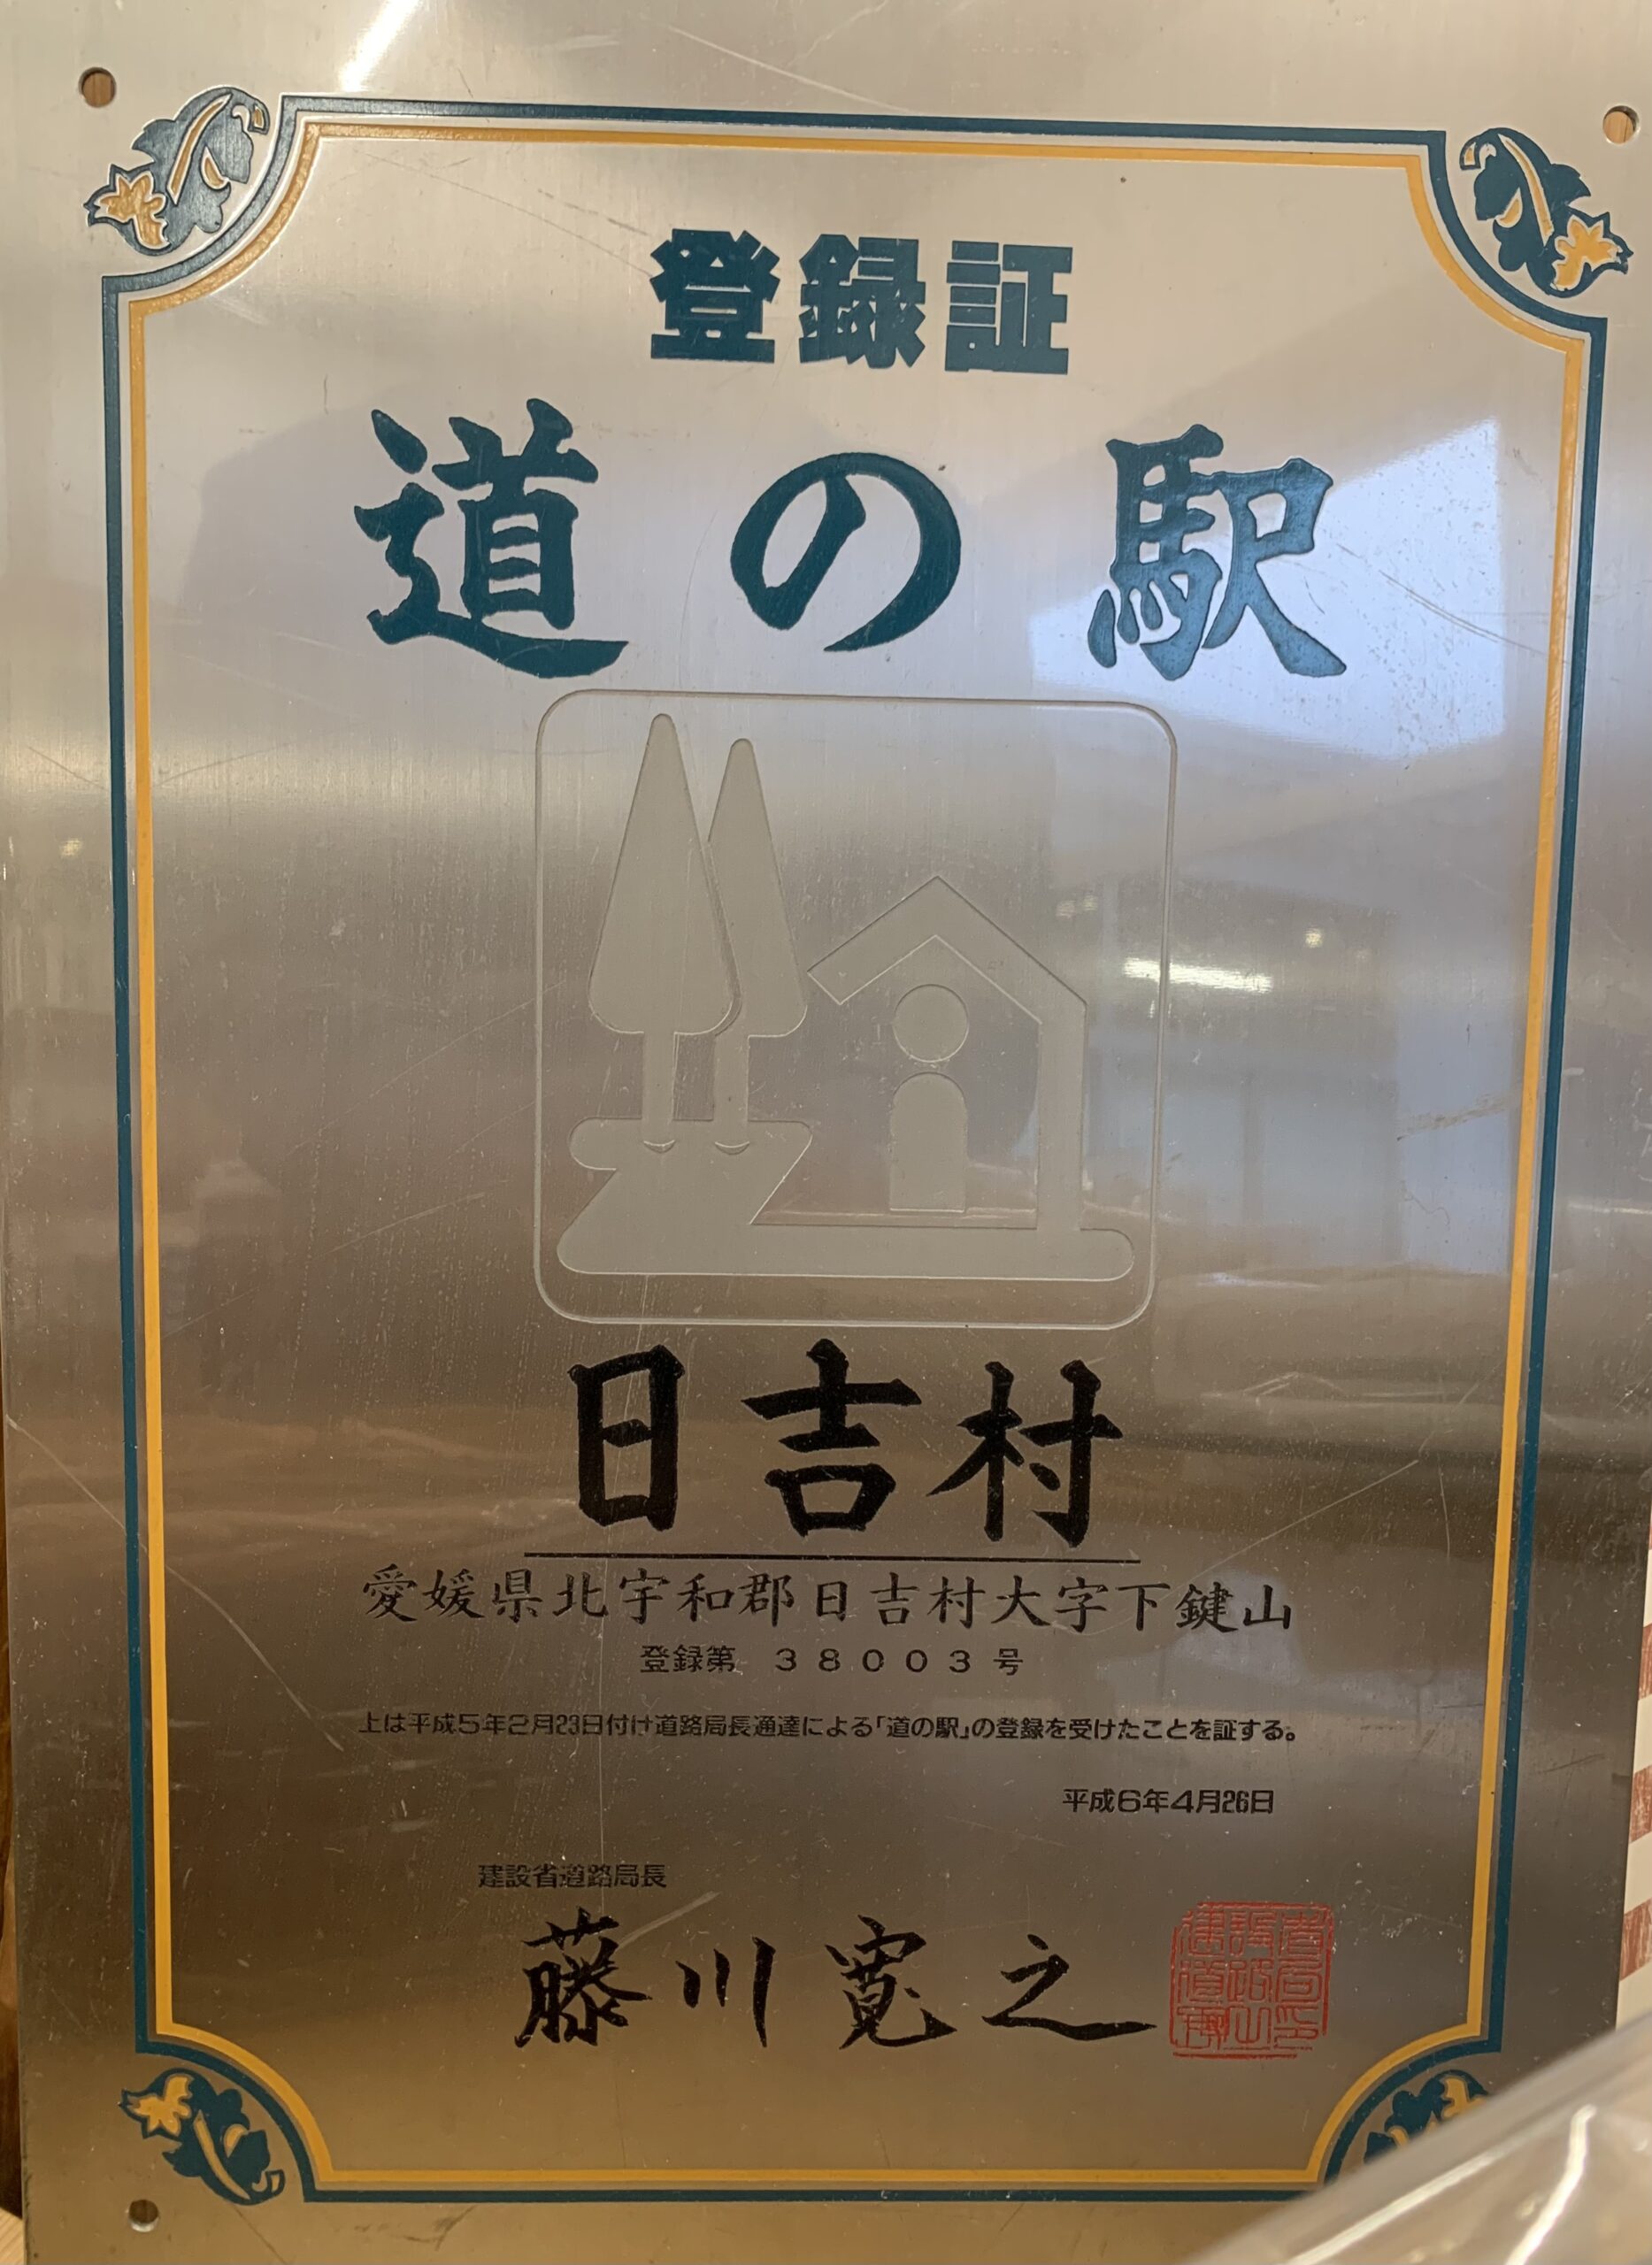 登録証
道の駅
日吉村
愛媛県北宇和郡日吉村大字下鍵山
登録第 38003号
上は平成5年2月23日付け道路局長通達による「道の駅」の登録を受けたことを証する。
平成6年4月26日
建設省道路局長
藤川寛之